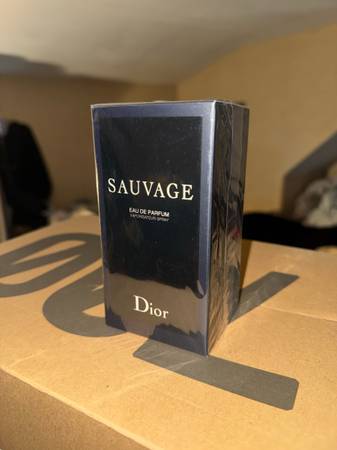 SAUVAGE
EAU DE PARFUM
VAPORISATEUR SPRAY
Dior